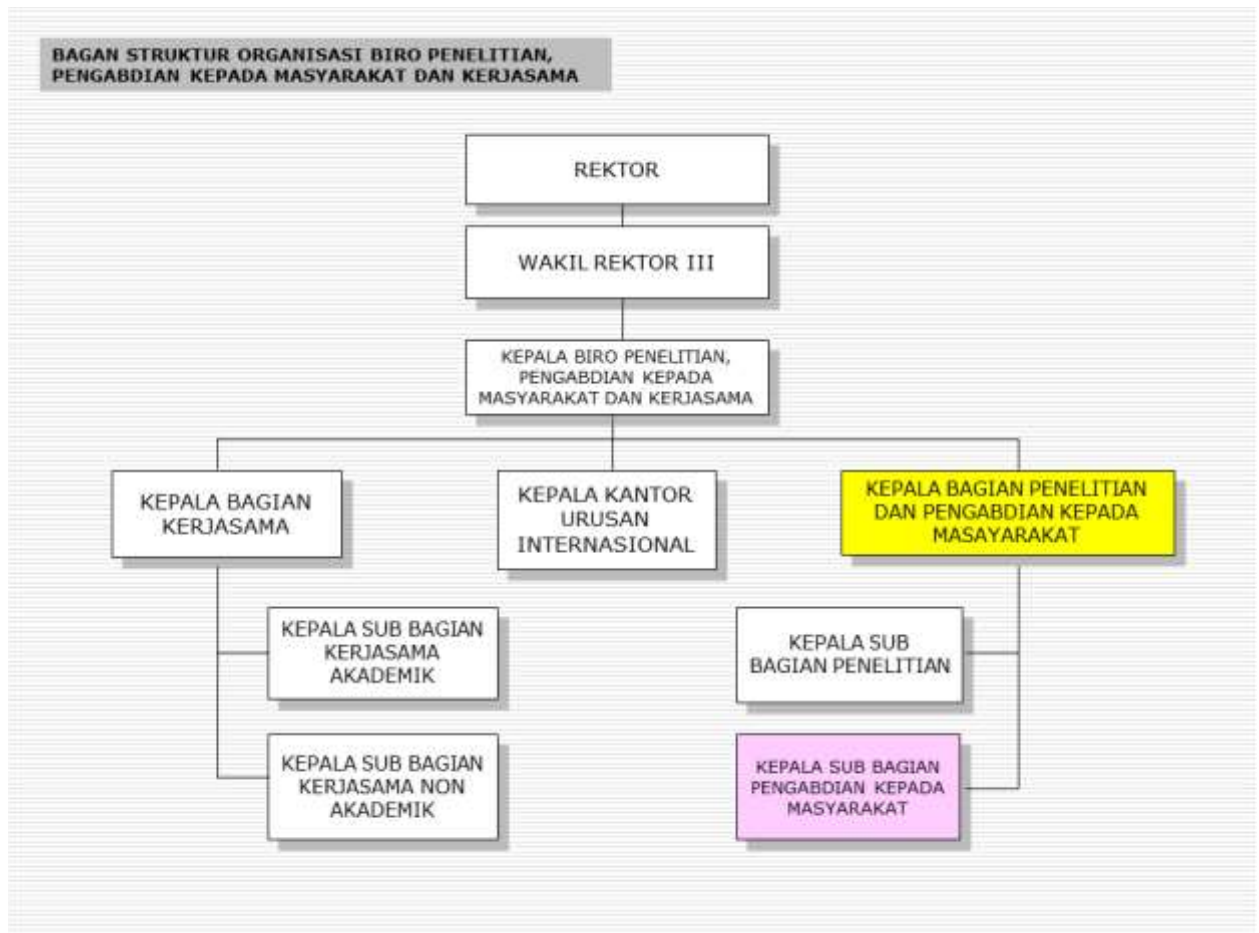 BAGAN STRUKTUR ORGANISASI BIRO PENELITIAN,
PENGABDIAN KEPADA MASYARAKAT DAN KERJASAMA
REKTOR
WAKIL REKTOR III
KEPALA BIRO PENELITIAN,
PENGABDIAN KEPADA
MASYARAKAT DAN KERJASAMA
KEPALA BAGIAN
KERJASAMA
KEPALA KANTOR
URUSAN
INTERNASIONAL
KEPALA BAGIAN PENELITIAN
DAN PENGABDIAN KEPADA
MASAYARAKAT
KEPALA SUB BAGIAN
KERJASAMA
AKADEMIK
KEPALA SUB
BAGIAN PENELITIAN
KEPALA SUB BAGIAN
KERJASAMA NON
AKADEMIK
KEPALA SUB BAGIAN
PENGABDIAN KEPADA
MASYARAKAT